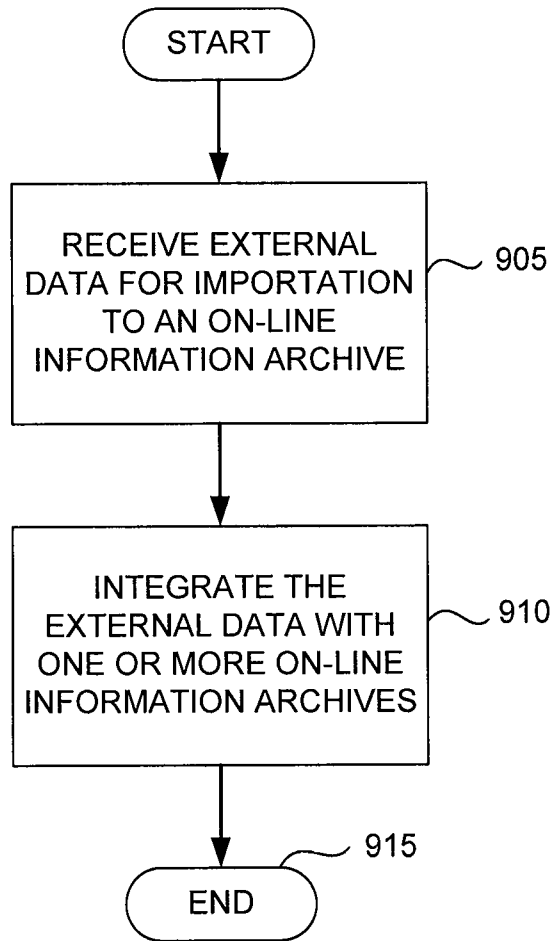 START
RECEIVE EXTERNAL
DATA FOR IMPORTATION
TO AN ON-LINE
INFORMATION ARCHIVE
905
INTEGRATE THE
EXTERNAL DATA WITH
ONE OR MORE ON-LINE
INFORMATION ARCHIVES
910
915
END